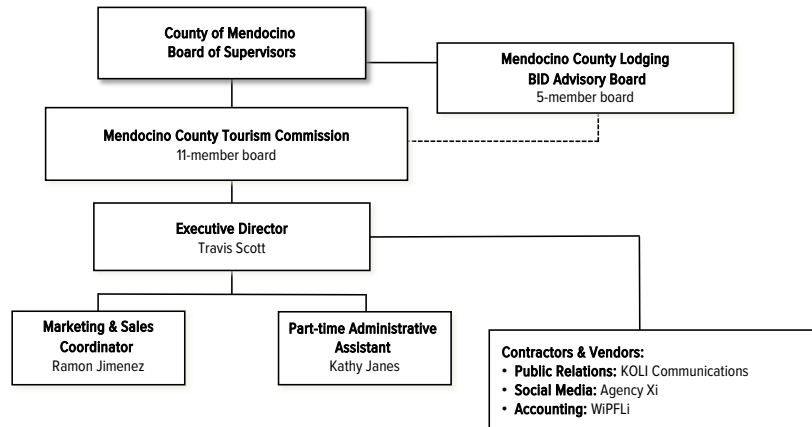 County of Mendocino
Board of Supervisors
Mendocino County Lodging
BID Advisory Board
5-member board
Mendocino County Tourism Commission
11-member board
Executive Director
Travis Scott
Marketing & Sales
Coordinator
Ramon Jimenez
Part-time Administrative
Assistant
Kathy Janes
Contractors & Vendors:
• Public Relations: KOLI Communications
• Social Media: Agency Xi
• Accounting: WiPFLi